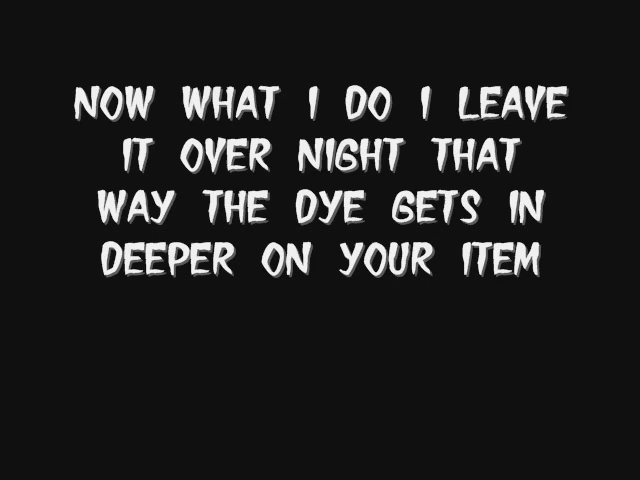 NOW WHAT I DO I LEAVE
IT OVER NIGHT THAT
WAY THE DYE GETS IN
DEEPER ON YOUR ITEM